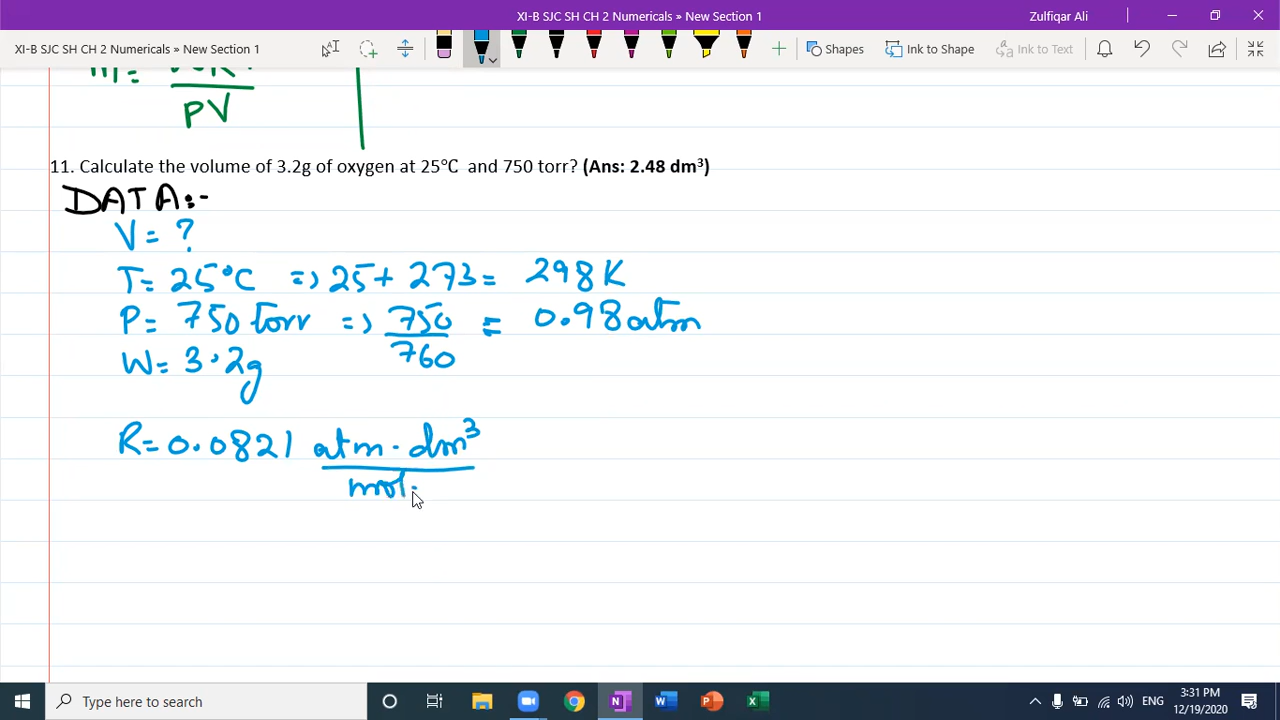 XI-B SJC SH CH 2 Numericals » New Section 1
Zulfiqar Ali
XI-B SJC SH CH 2 Numericals » New Section 1
Shapes
Ink to Shape
Ink to Text
PV
11. Calculate the volume of 3.2g of oxygen at 25°C and 750 torr? (Ans: 2.48 dm³)
DATA:-
V = ?
T= 25°C => 25+ 273= 298K
P= 750 torr => 750/760 = 0.98atm
W= 3.2g
R= 0.0821 atm·dm³
mol·
Type here to search
ENG
3:31 PM
12/19/2020